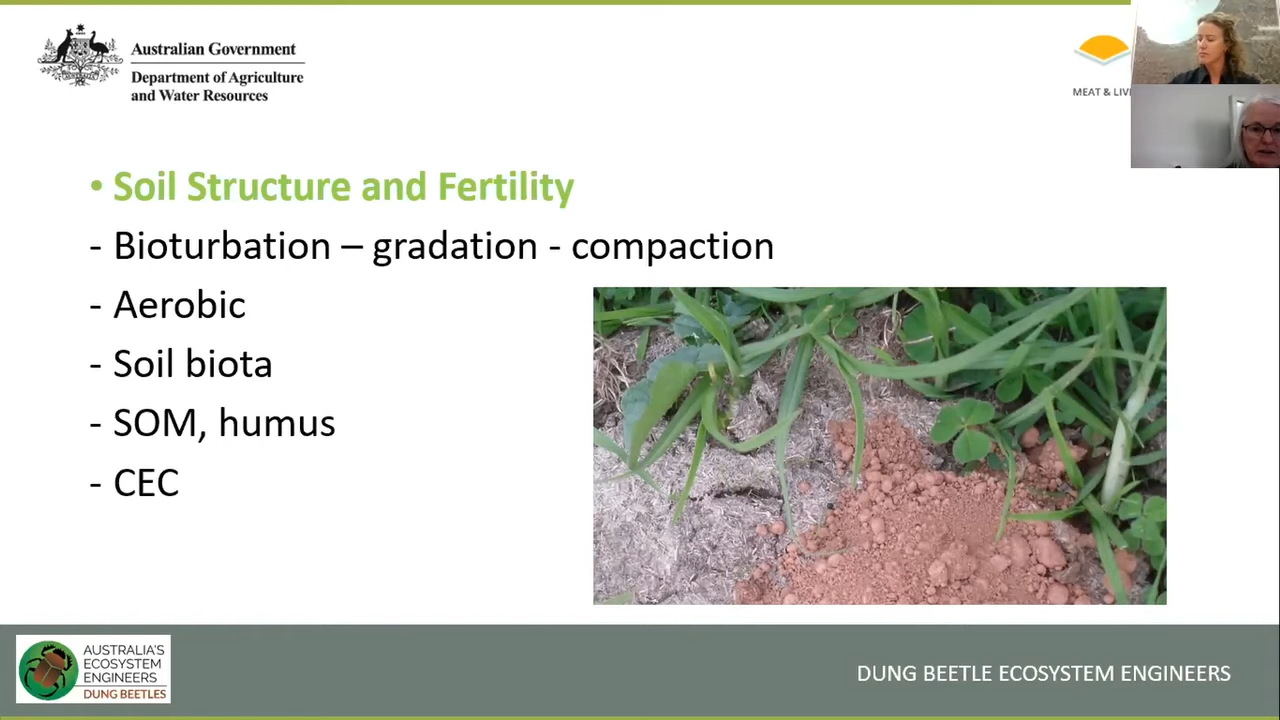 Australian Government
Department of Agriculture
and Water Resources
MEAT & LIV
• Soil Structure and Fertility
- Bioturbation – gradation - compaction
- Aerobic
- Soil biota
- SOM, humus
- CEC
AUSTRALIA'S
ECOSYSTEM
ENGINEERS
DUNG BEETLES
DUNG BEETLE ECOSYSTEM ENGINEERS